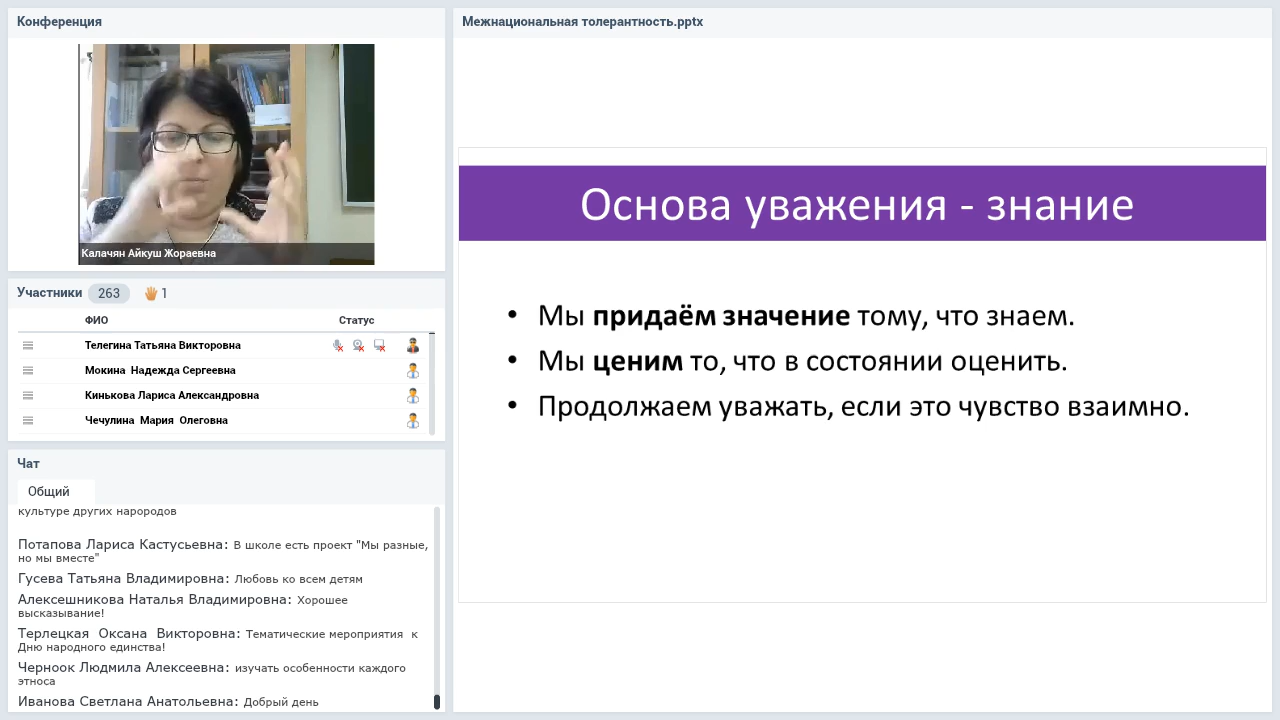 Конференция
Калачян Айкуш Жораевна
Участники 263 1
ФИО Статус
Телегина Татьяна Викторовна
Мокина Надежда Сергеевна
Кинькова Лариса Александровна
Чечулина Мария Олеговна
Чат
Общий
культуре других нарородов
Потапова Лариса Кастусьевна: В школе есть проект "Мы разные,
но мы вместе"
Гусева Татьяна Владимировна: Любовь ко всем детям
Алексешникова Наталья Владимировна: Хорошее
высказывание!
Терлецкая Оксана Викторовна: Тематические мероприятия к
Дню народного единства!
Черноок Людмила Алексеевна: изучать особенности каждого
этноса
Иванова Светлана Анатольевна: Добрый день
Межнациональная толерантность.pptx
Основа уважения - знание
• Мы придаём значение тому, что знаем.
• Мы ценим то, что в состоянии оценить.
• Продолжаем уважать, если это чувство взаимно.